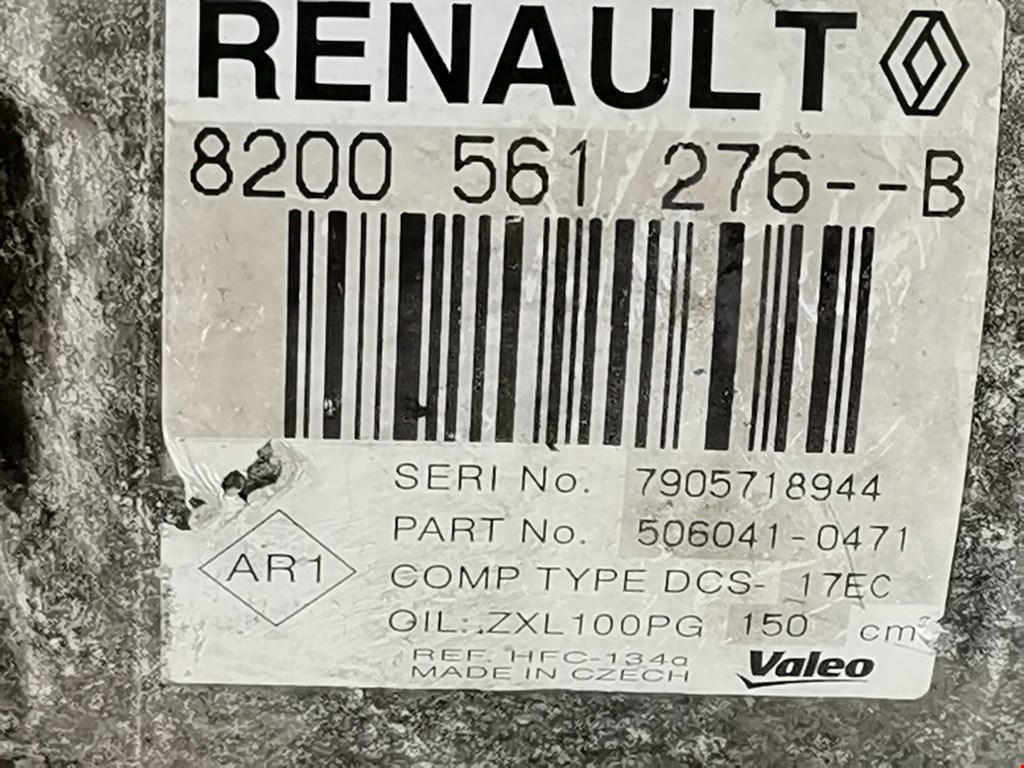 RENAULT
8200 561 276--B
SERI No. 7905718944
PART No. 506041-0471
AR1
COMP TYPE DCS- 17EC
OIL: ZXL100PG 150 cm³
REF. HFC-134a
MADE IN CZECH
Valeo